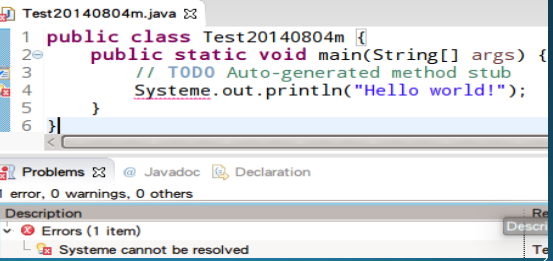 Test20140804m.java
1 public class Test20140804m {
2 public static void main(String[] args) {
3 // TODO Auto-generated method stub
4 Systeme.out.println("Hello world!");
5 }
6 }
Problems @ Javadoc Declaration
1 error, 0 warnings, 0 others
Description Re
Descri
Errors (1 item)
Systeme cannot be resolved Te